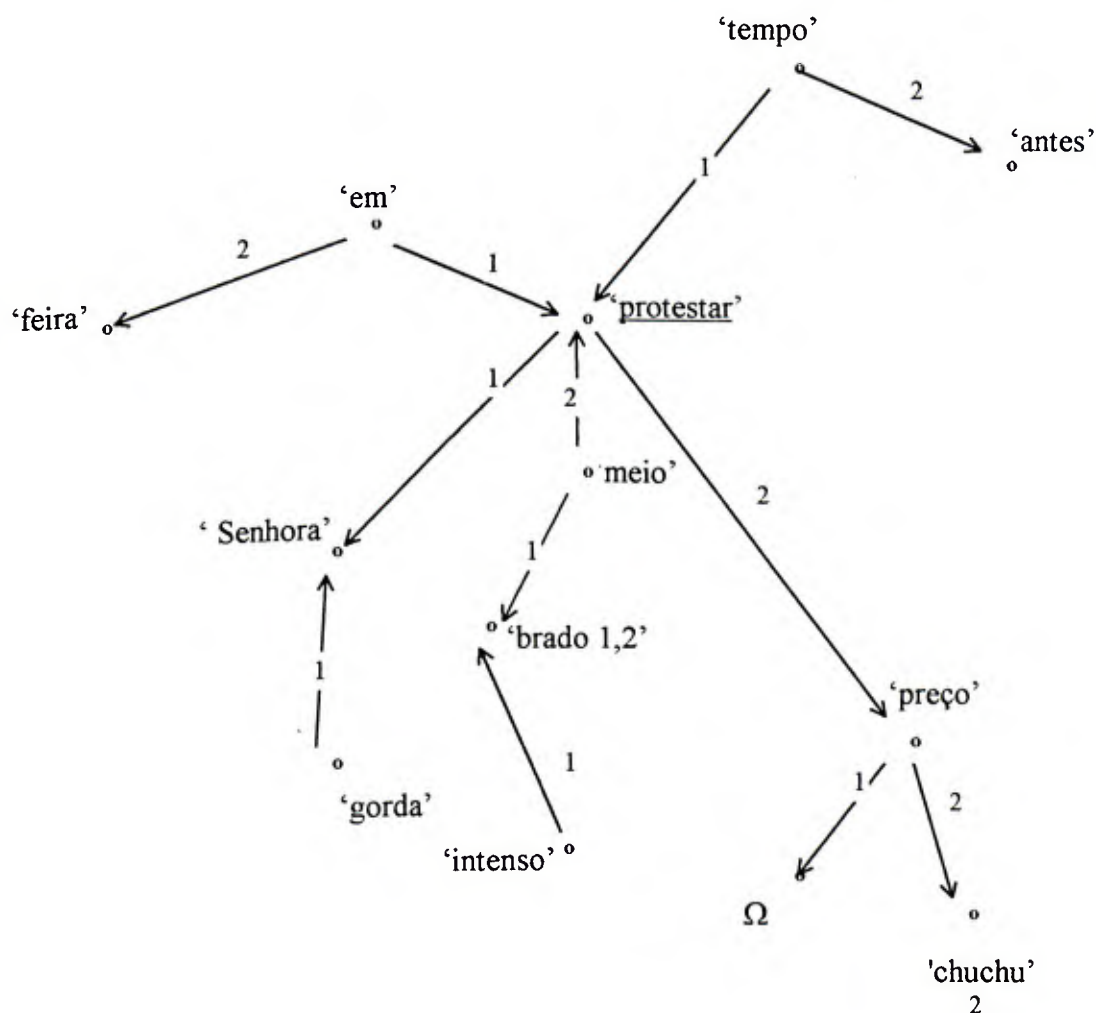 ‘tempo’
2
‘antes’
1
‘em’
2
1
‘feira’
‘protestar’
1
2
‘meio’
2
‘ Senhora’
1
‘brado 1,2’
1
‘preço’
1
1
2
‘gorda’
‘intenso’
Ω
'chuchu’
2